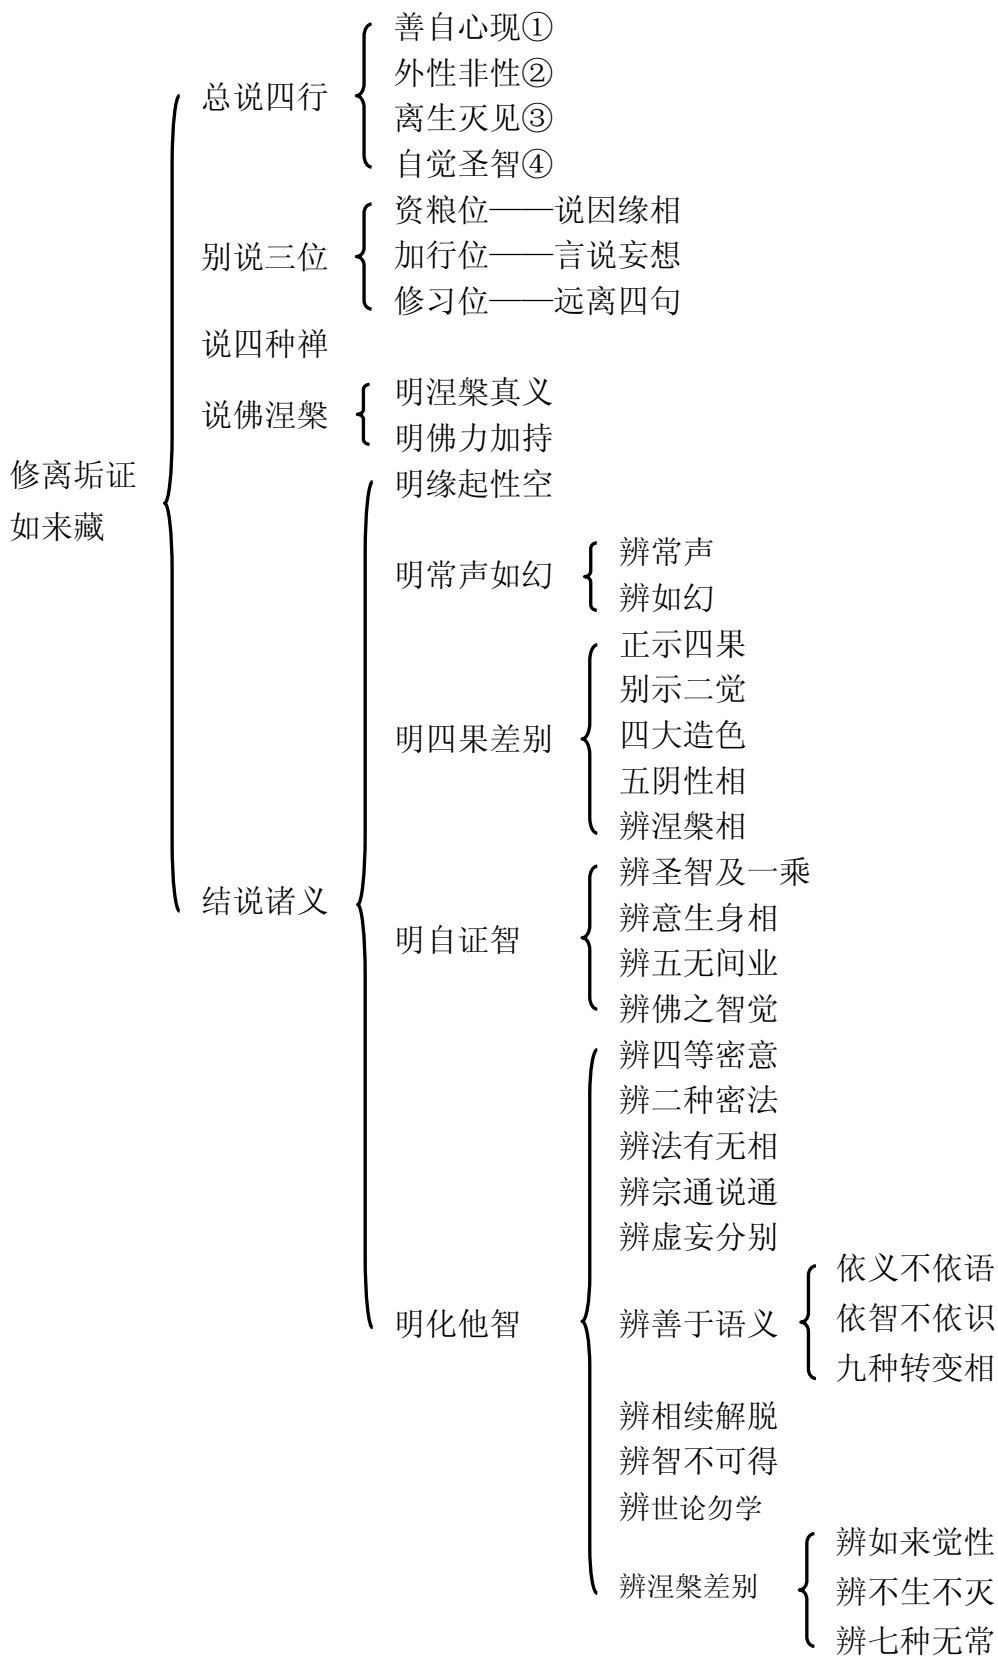 修离垢证
如来藏
总说四行
善自心现①
外性非性②
离生灭见③
自觉圣智④
别说三位
资粮位——说因缘相
加行位——言说妄想
修习位——远离四句
说四种禅
说佛涅槃
明涅槃真义
明佛力加持
结说诸义
明缘起性空
明常声如幻
辨常声
辨如幻
明四果差别
正示四果
别示二觉
四大造色
五阴性相
辨涅槃相
明自证智
辨圣智及一乘
辨意生身相
辨五无间业
辨佛之智觉
明化他智
辨四等密意
辨二种密法
辨法有无相
辨宗通说通
辨虚妄分别
辨善于语义
依义不依语
依智不依识
九种转变相
辨相续解脱
辨智不可得
辨世论勿学
辨涅槃差别
辨如来觉性
辨不生不灭
辨七种无常